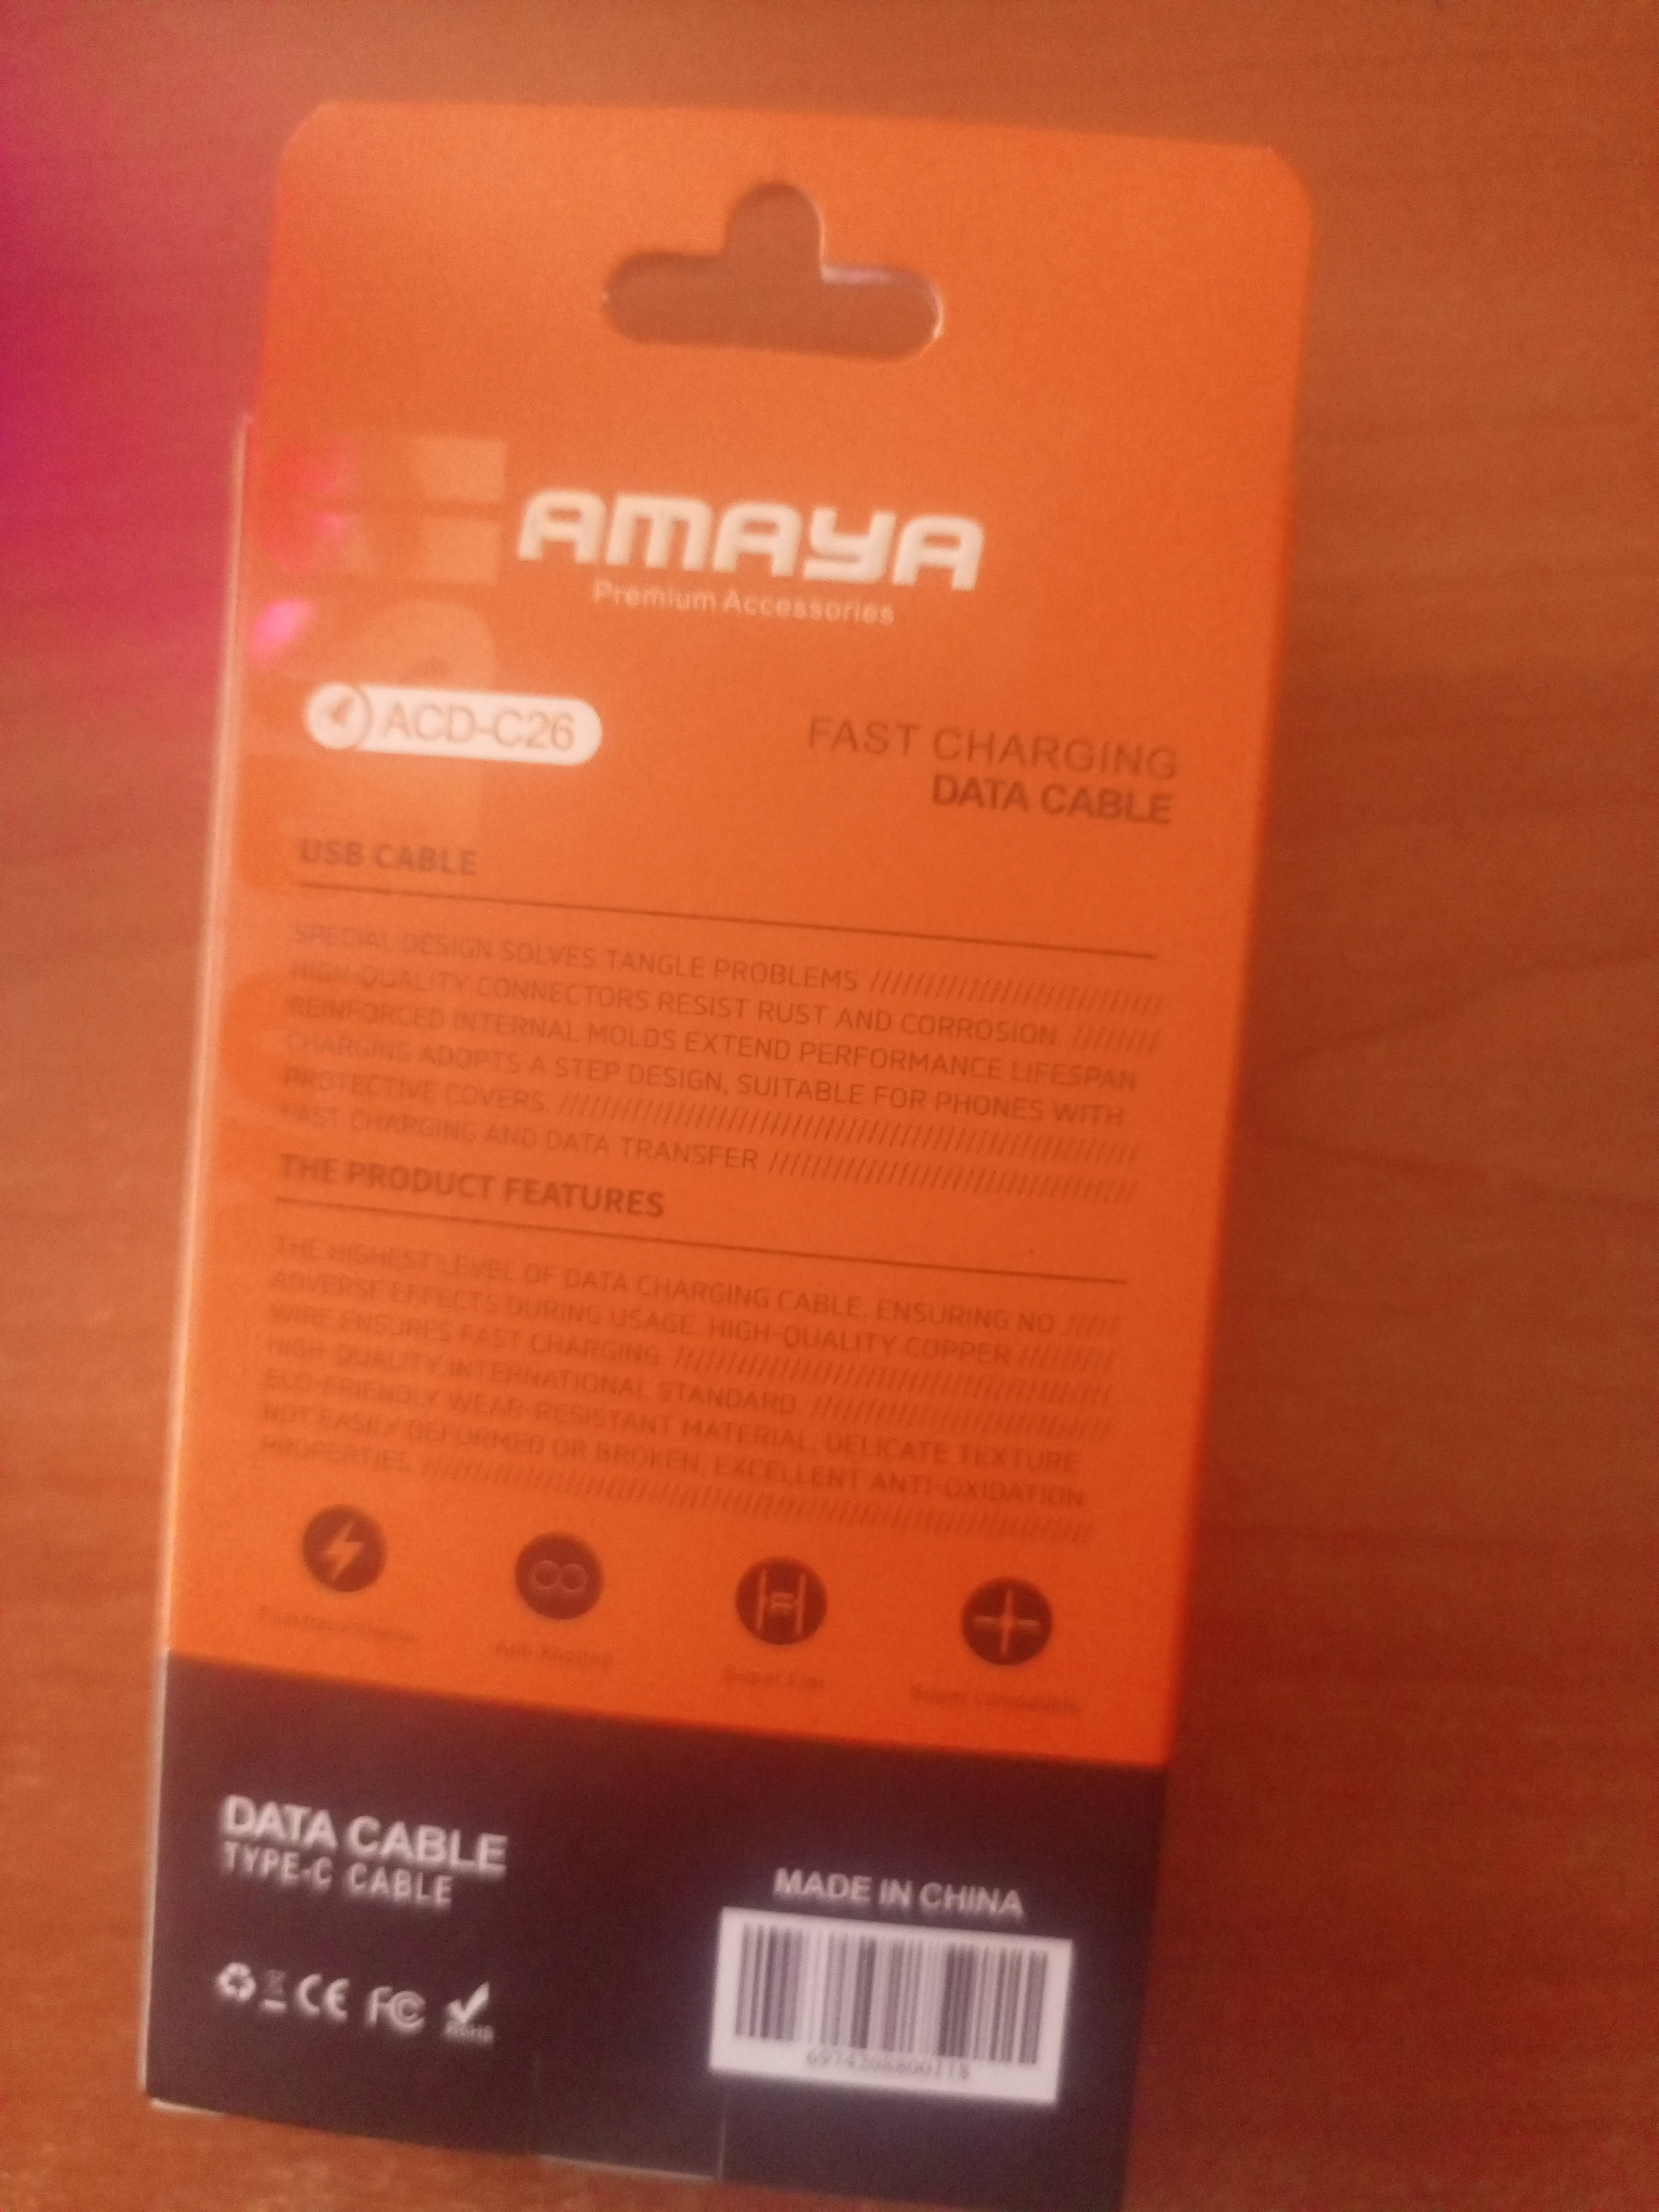 AMAYA
Premium Accessories
ACD-C26
FAST CHARGING
DATA CABLE
USB CABLE
SPECIAL DESIGN SOLVES TANGLE PROBLEMS ////////////////////////////
HIGH-QUALITY CONNECTORS RESIST RUST AND CORROSION. ////////
REINFORCED INTERNAL MOLDS EXTEND PERFORMANCE LIFESPAN
CHARGING ADOPTS A STEP DESIGN, SUITABLE FOR PHONES WITH
PROTECTIVE COVERS. ////////////////////////////////////////////////////////
FAST CHARGING AND DATA TRANSFER ////////////////////////////////////
THE PRODUCT FEATURES
THE HIGHEST LEVEL OF DATA CHARGING CABLE, ENSURING NO /////
ADVERSE EFFECTS DURING USAGE. HIGH-QUALITY COPPER /////////
WIRE ENSURES FAST CHARGING. //////////////////////////////////////////
HIGH-QUALITY INTERNATIONAL STANDARD. /////////////////////////////
ECO-FRIENDLY WEAR-RESISTANT MATERIAL, DELICATE TEXTURE
NOT EASILY DEFORMED OR BROKEN, EXCELLENT ANTI-OXIDATION
PROPERTIES. //////////////////////////////////////////////////////////////////
Super Flat
Super compatible
DATA CABLE
TYPE-C CABLE
MADE IN CHINA
CE FC
RoHS